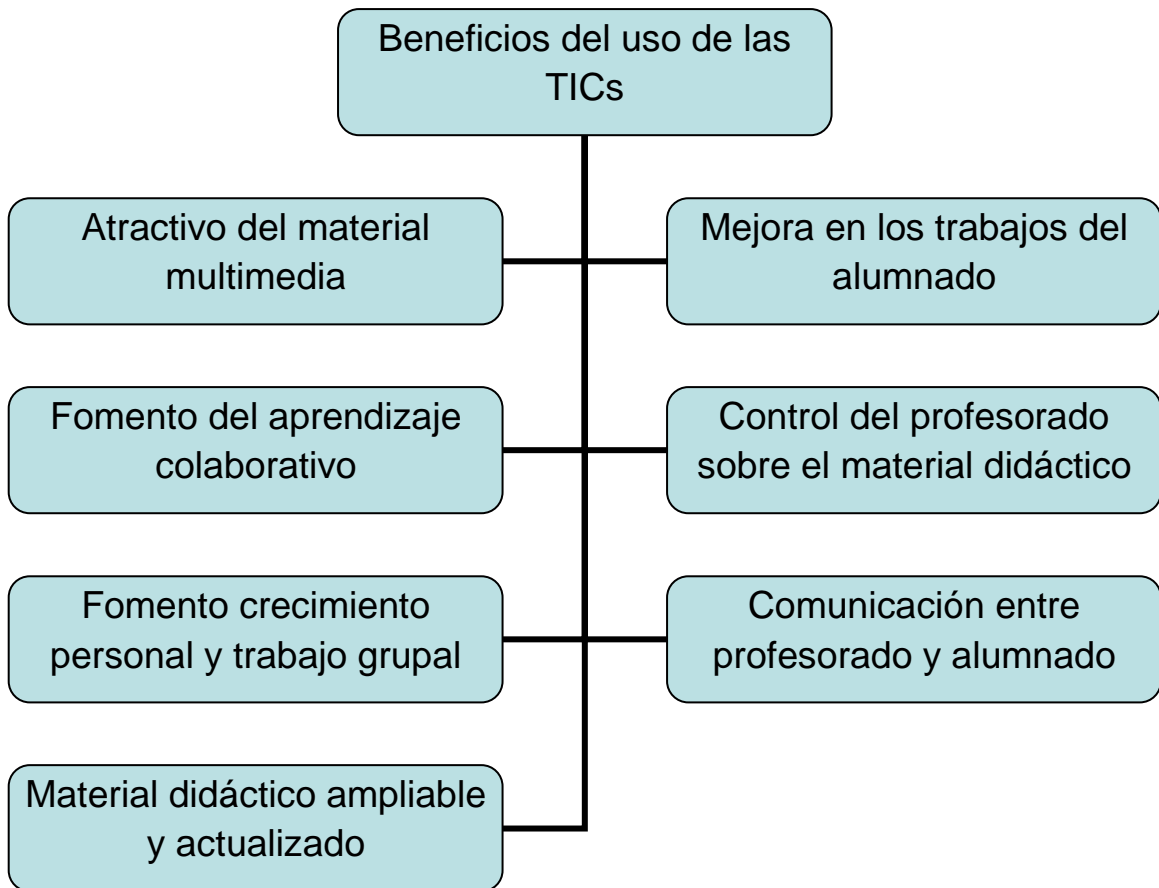 Beneficios del uso de las
TICs
Atractivo del material
multimedia
Mejora en los trabajos del
alumnado
Fomento del aprendizaje
colaborativo
Control del profesorado
sobre el material didáctico
Fomento crecimiento
personal y trabajo grupal
Comunicación entre
profesorado y alumnado
Material didáctico ampliable
y actualizado